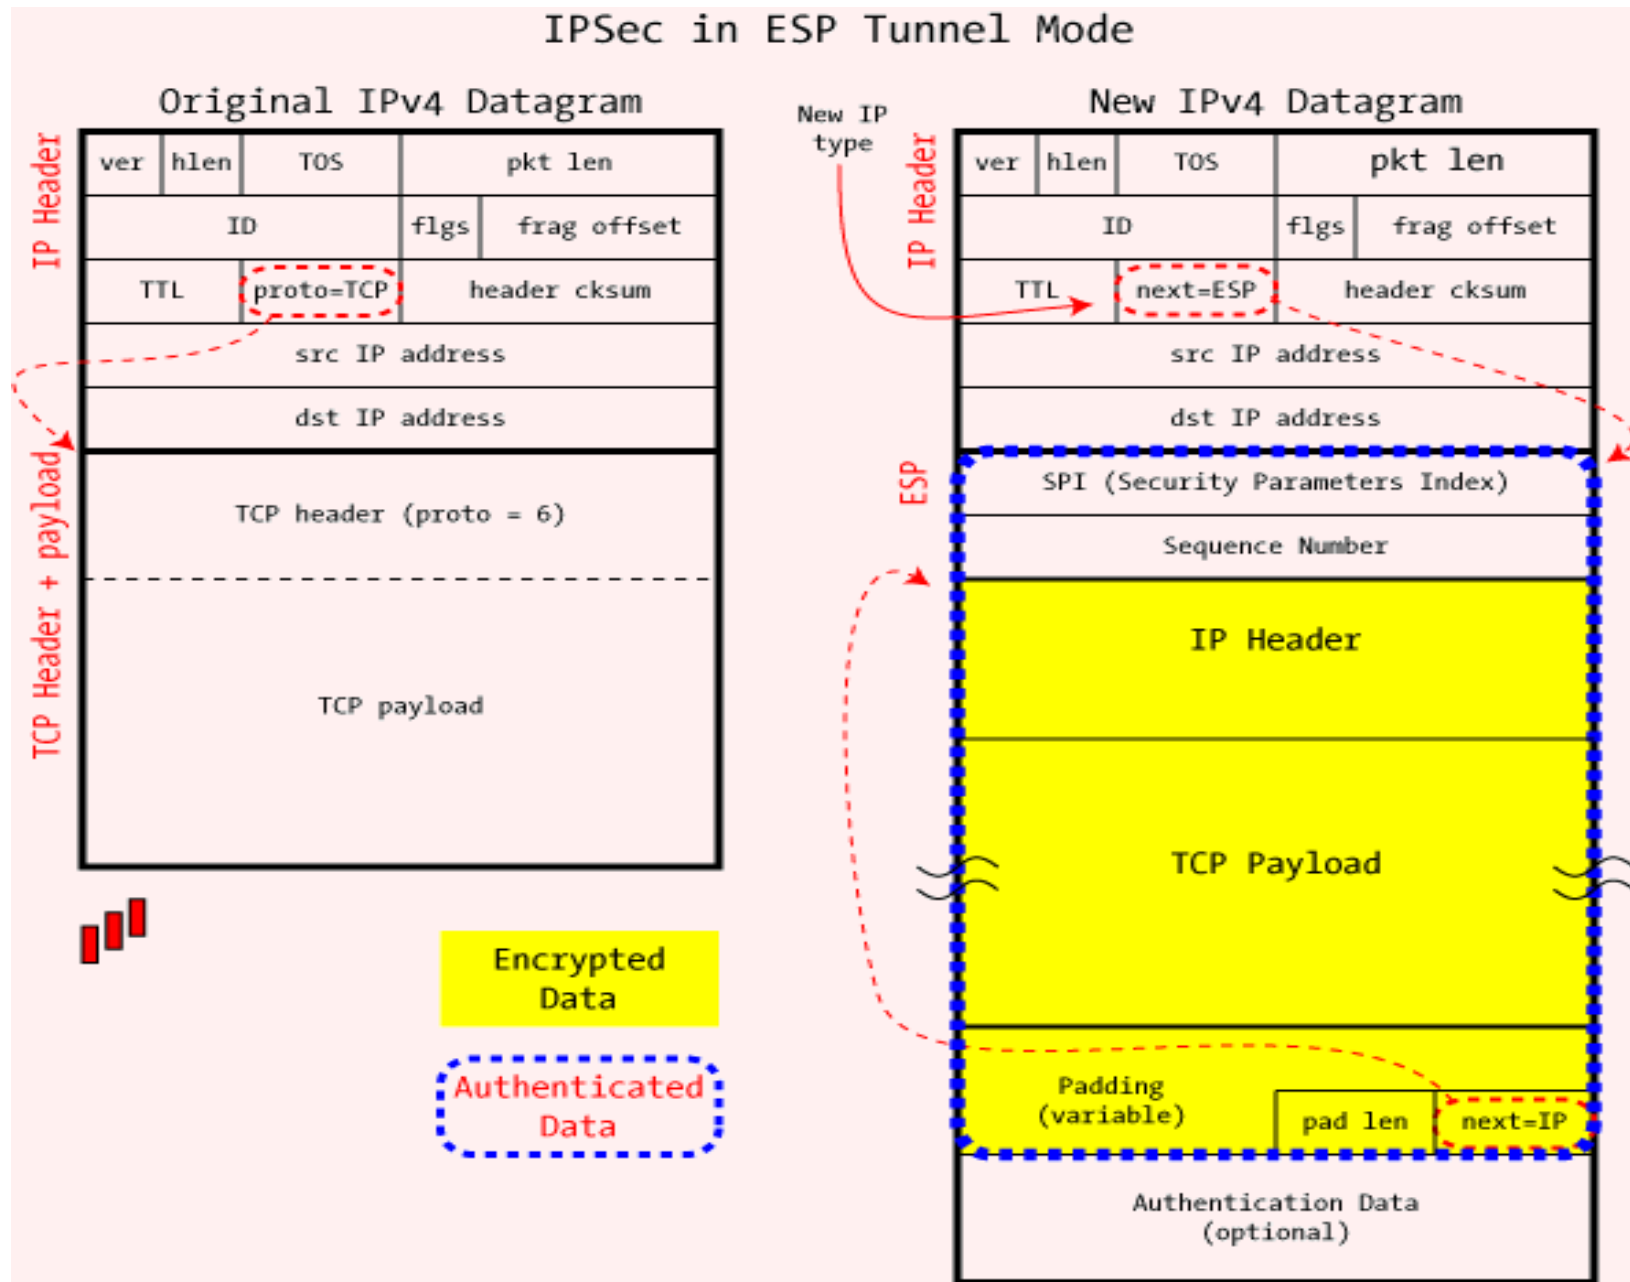 IPSec in ESP Tunnel Mode
Original IPv4 Datagram
IP Header
ver hlen TOS pkt len
ID flgs frag offset
TTL proto=TCP header cksum
src IP address
dst IP address
TCP Header + payload
TCP header (proto = 6)
TCP payload
Encrypted
Data
Authenticated
Data
New IP
type
New IPv4 Datagram
IP Header
ver hlen TOS pkt len
ID flgs frag offset
TTL next=ESP header cksum
src IP address
dst IP address
ESP
SPI (Security Parameters Index)
Sequence Number
IP Header
TCP Payload
Padding
(variable)
pad len next=IP
Authentication Data
(optional)